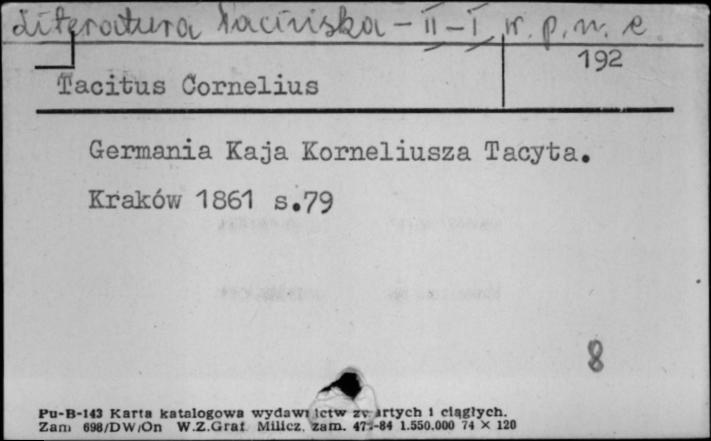 Literatura łacińska - II - I w. p. n. e
192
Tacitus Cornelius
Germania Kaja Korneliusza Tacyta.
Kraków 1861 s.79
8
Pu-B-143 Karta katalogowa wydawnictw zwartych i ciągłych.
Zam 698/DW/On W.Z.Graf Milicz. zam. -84 1.550.000 74 × 120